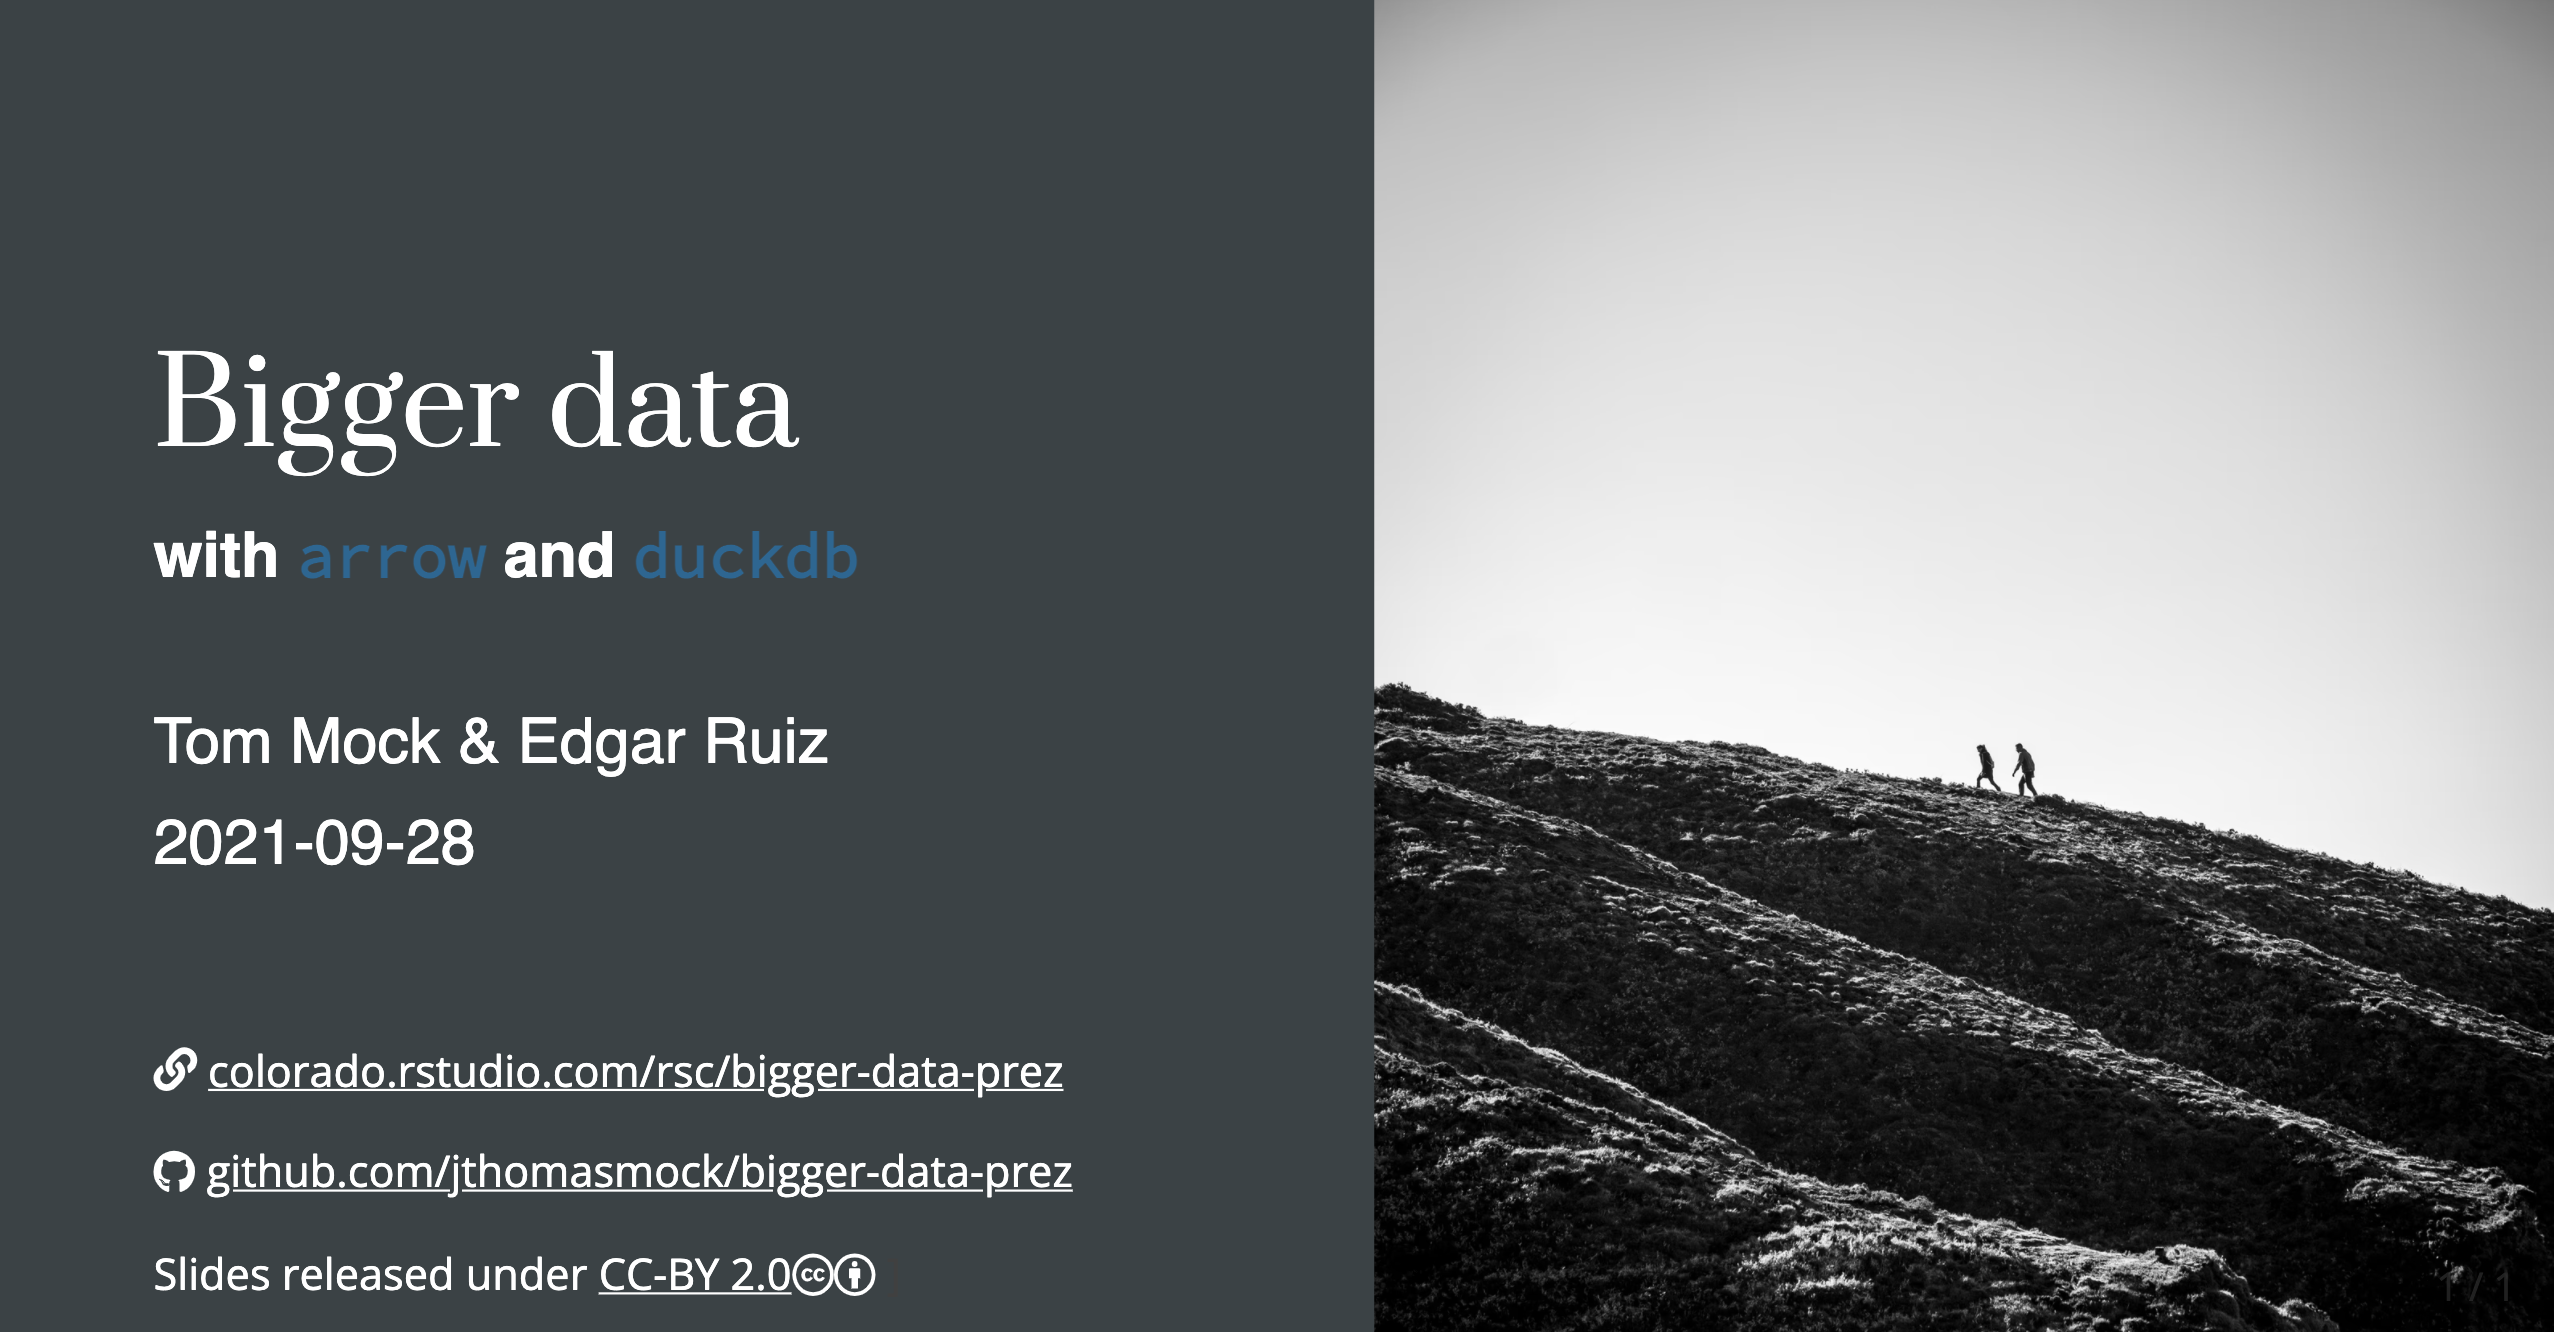 Bigger data
with arrow and duckdb
Tom Mock & Edgar Ruiz
2021-09-28
colorado.rstudio.com/rsc/bigger-data-prez
github.com/jthomasmock/bigger-data-prez
Slides released under CC-BY 2.0
1 / 1